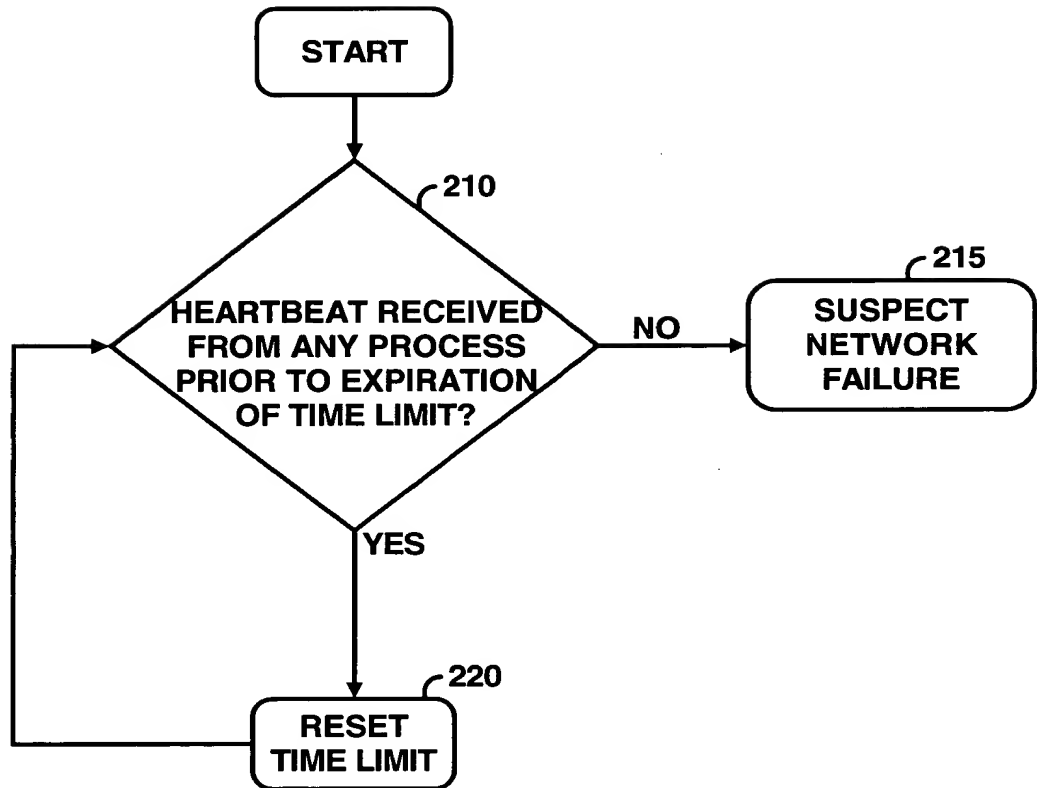 START
210
HEARTBEAT RECEIVED
FROM ANY PROCESS
PRIOR TO EXPIRATION
OF TIME LIMIT?
NO
215
SUSPECT
NETWORK
FAILURE
YES
220
RESET
TIME LIMIT